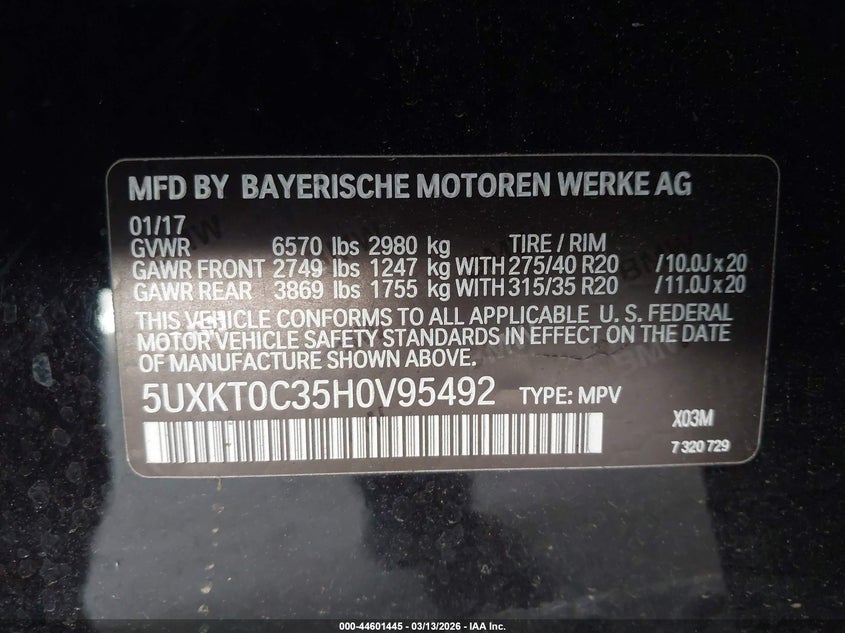 MFD BY BAYERISCHE MOTOREN WERKE AG
01/17
GVWR 6570 lbs 2980 kg TIRE / RIM
GAWR FRONT 2749 lbs 1247 kg WITH 275/40 R20 /10.0J x 20
GAWR REAR 3869 lbs 1755 kg WITH 315/35 R20 /11.0J x 20
THIS VEHICLE CONFORMS TO ALL APPLICABLE U. S. FEDERAL
MOTOR VEHICLE SAFETY STANDARDS IN EFFECT ON THE DATE
OF MANUFACTURE SHOWN ABOVE.
5UXKT0C35H0V95492 TYPE: MPV
X03M
7 320 729
000-44601445 - 03/13/2026 - IAA Inc.